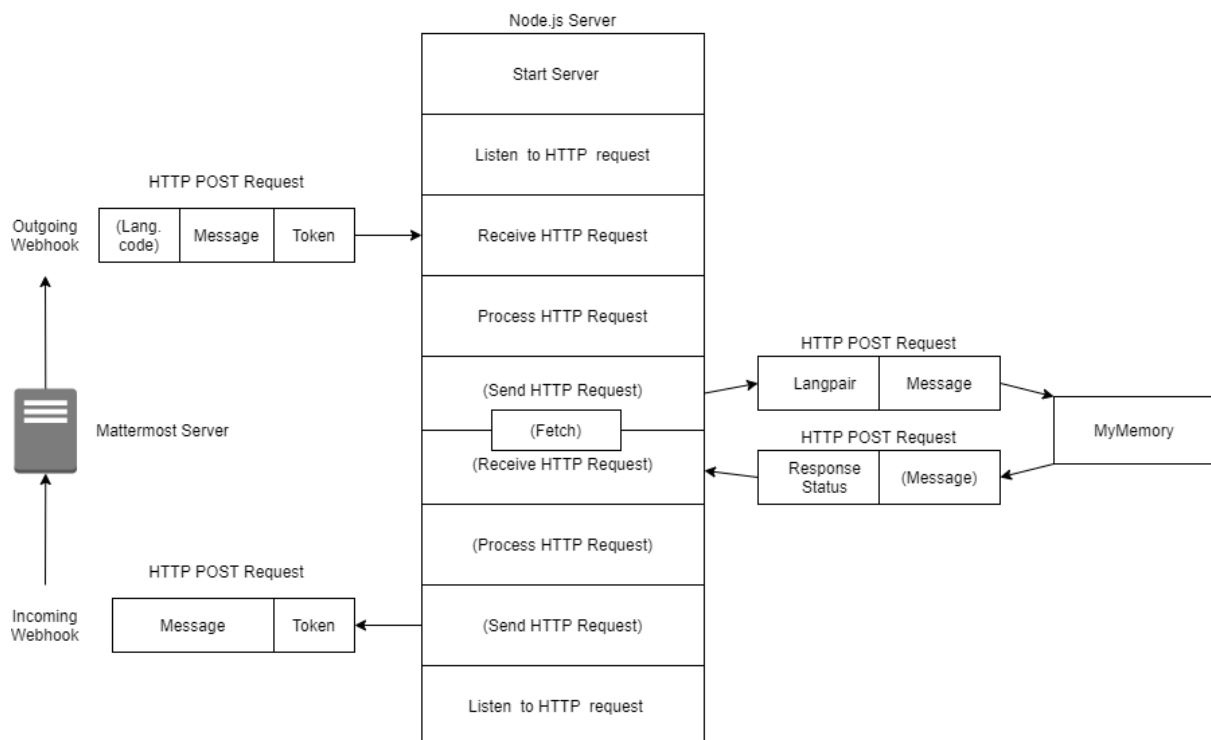 Node.js Server
Start Server
Listen to HTTP request
HTTP POST Request
Outgoing
Webhook
(Lang.
code)
Message
Token
Receive HTTP Request
Process HTTP Request
HTTP POST Request
(Send HTTP Request)
Langpair
Message
Mattermost Server
(Fetch)
MyMemory
HTTP POST Request
(Receive HTTP Request)
Response
Status
(Message)
(Process HTTP Request)
HTTP POST Request
Incoming
Webhook
Message
Token
(Send HTTP Request)
Listen to HTTP request